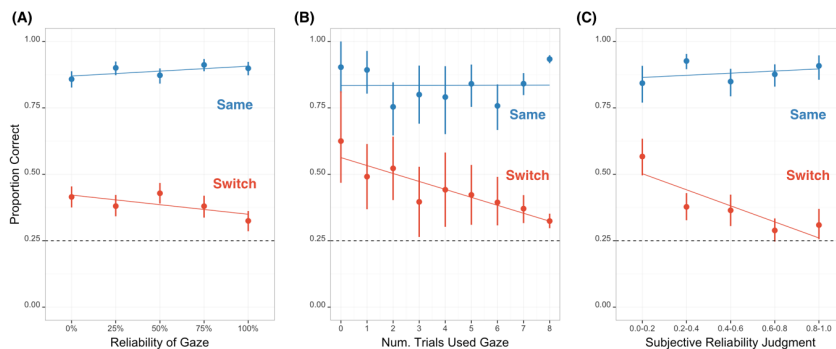 (A)
(B)
(C)
Proportion Correct
1.00
0.75
0.50
0.25
0.00
Same
Switch
0%
25%
50%
75%
100%
Reliability of Gaze
1.00
0.75
0.50
0.25
0.00
Same
Switch
0
1
2
3
4
5
6
7
8
Num. Trials Used Gaze
1.00
0.75
0.50
0.25
0.00
Same
Switch
0.0-0.2
0.2-0.4
0.4-0.6
0.6-0.8
0.8-1.0
Subjective Reliability Judgment